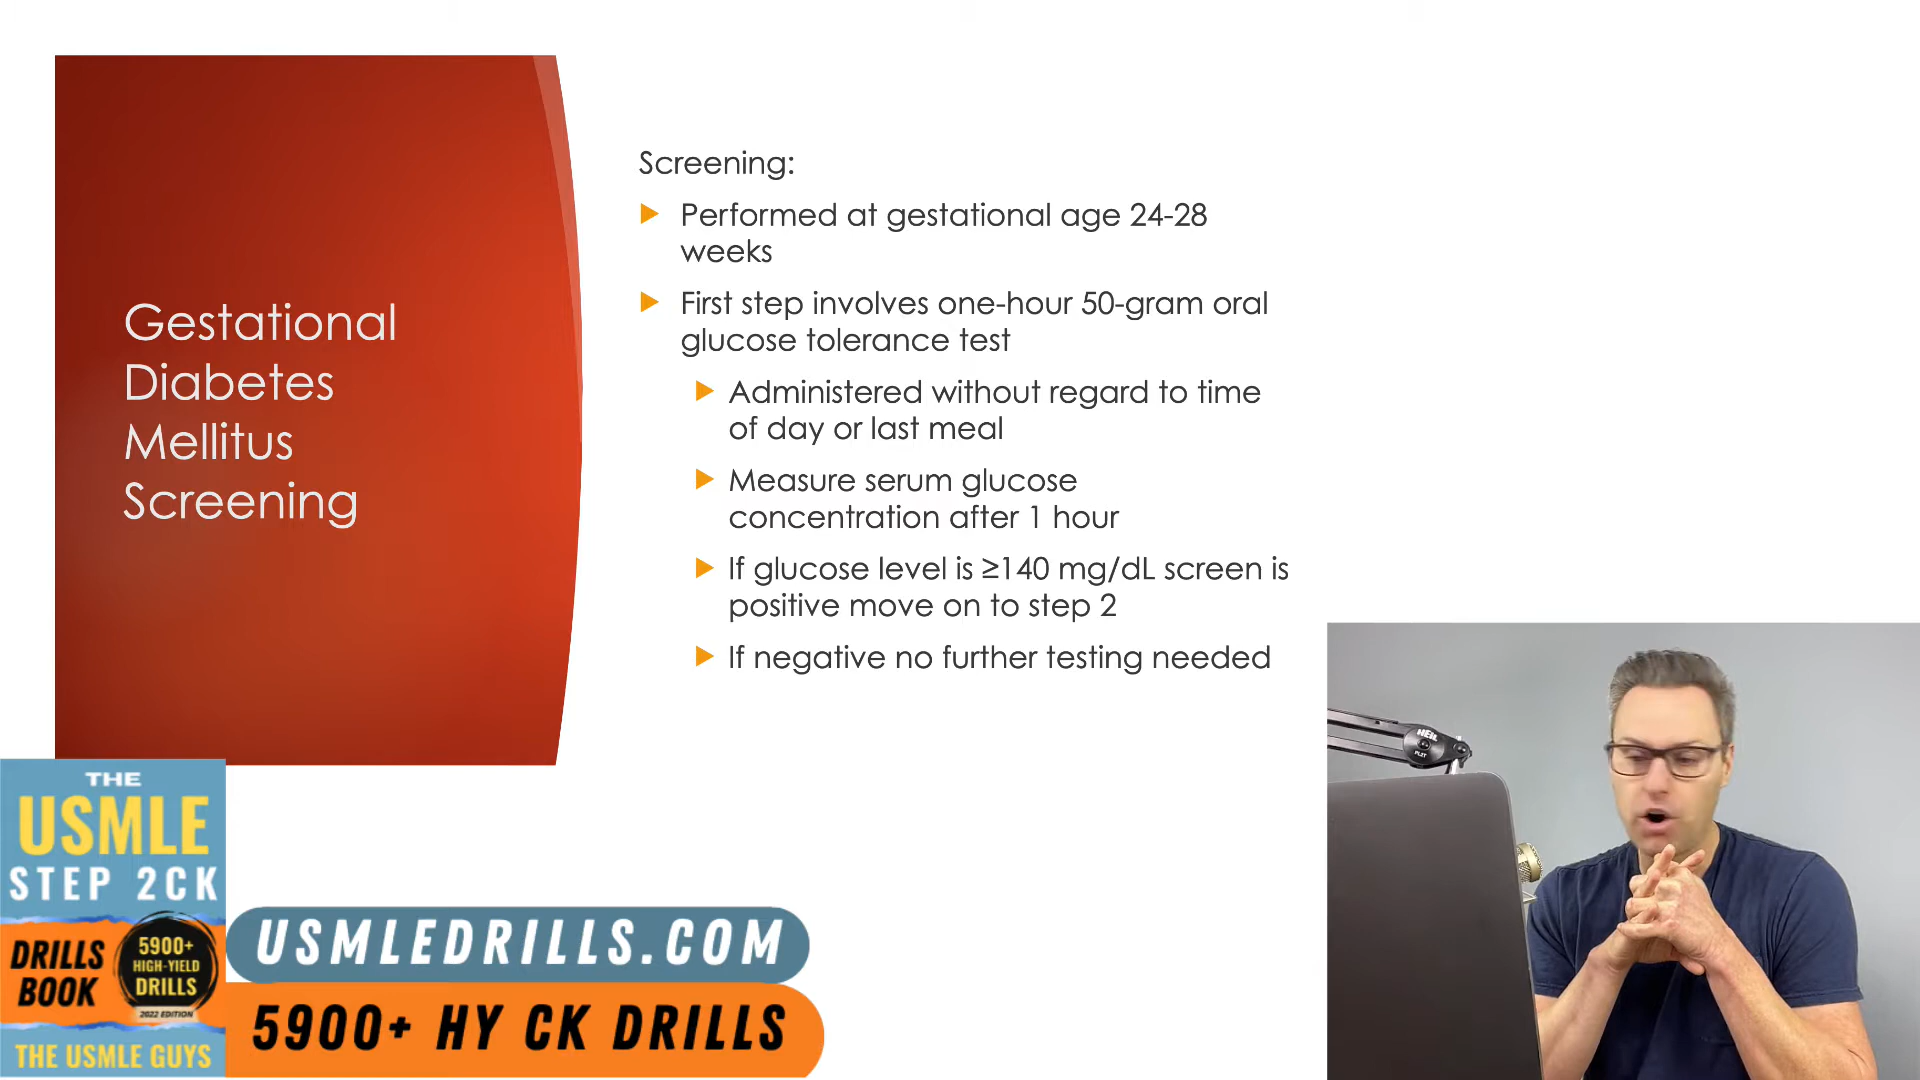 Gestational
Diabetes
Mellitus
Screening
Screening:
Performed at gestational age 24-28
weeks
First step involves one-hour 50-gram oral
glucose tolerance test
Administered without regard to time
of day or last meal
Measure serum glucose
concentration after 1 hour
If glucose level is ≥140 mg/dL screen is
positive move on to step 2
If negative no further testing needed
HEIL
THE
USMLE
STEP 2CK
DRILLS
BOOK
5900+
HIGH-YIELD
DRILLS
2022 EDITION
THE USMLE GUYS
USMLEDRILLS.COM
5900+ HY CK DRILLS